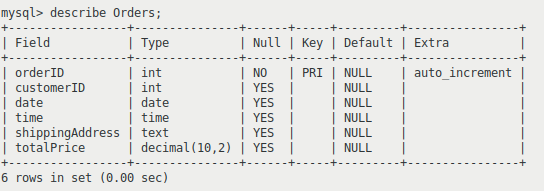 mysql> describe Orders;
+-----------------+---------------+------+-----+---------+----------------+
| Field           | Type          | Null | Key | Default | Extra          |
+-----------------+---------------+------+-----+---------+----------------+
| orderID         | int           | NO   | PRI | NULL    | auto_increment |
| customerID      | int           | YES  |     | NULL    |                |
| date            | date          | YES  |     | NULL    |                |
| time            | time          | YES  |     | NULL    |                |
| shippingAddress | text          | YES  |     | NULL    |                |
| totalPrice      | decimal(10,2) | YES  |     | NULL    |                |
+-----------------+---------------+------+-----+---------+----------------+
6 rows in set (0.00 sec)